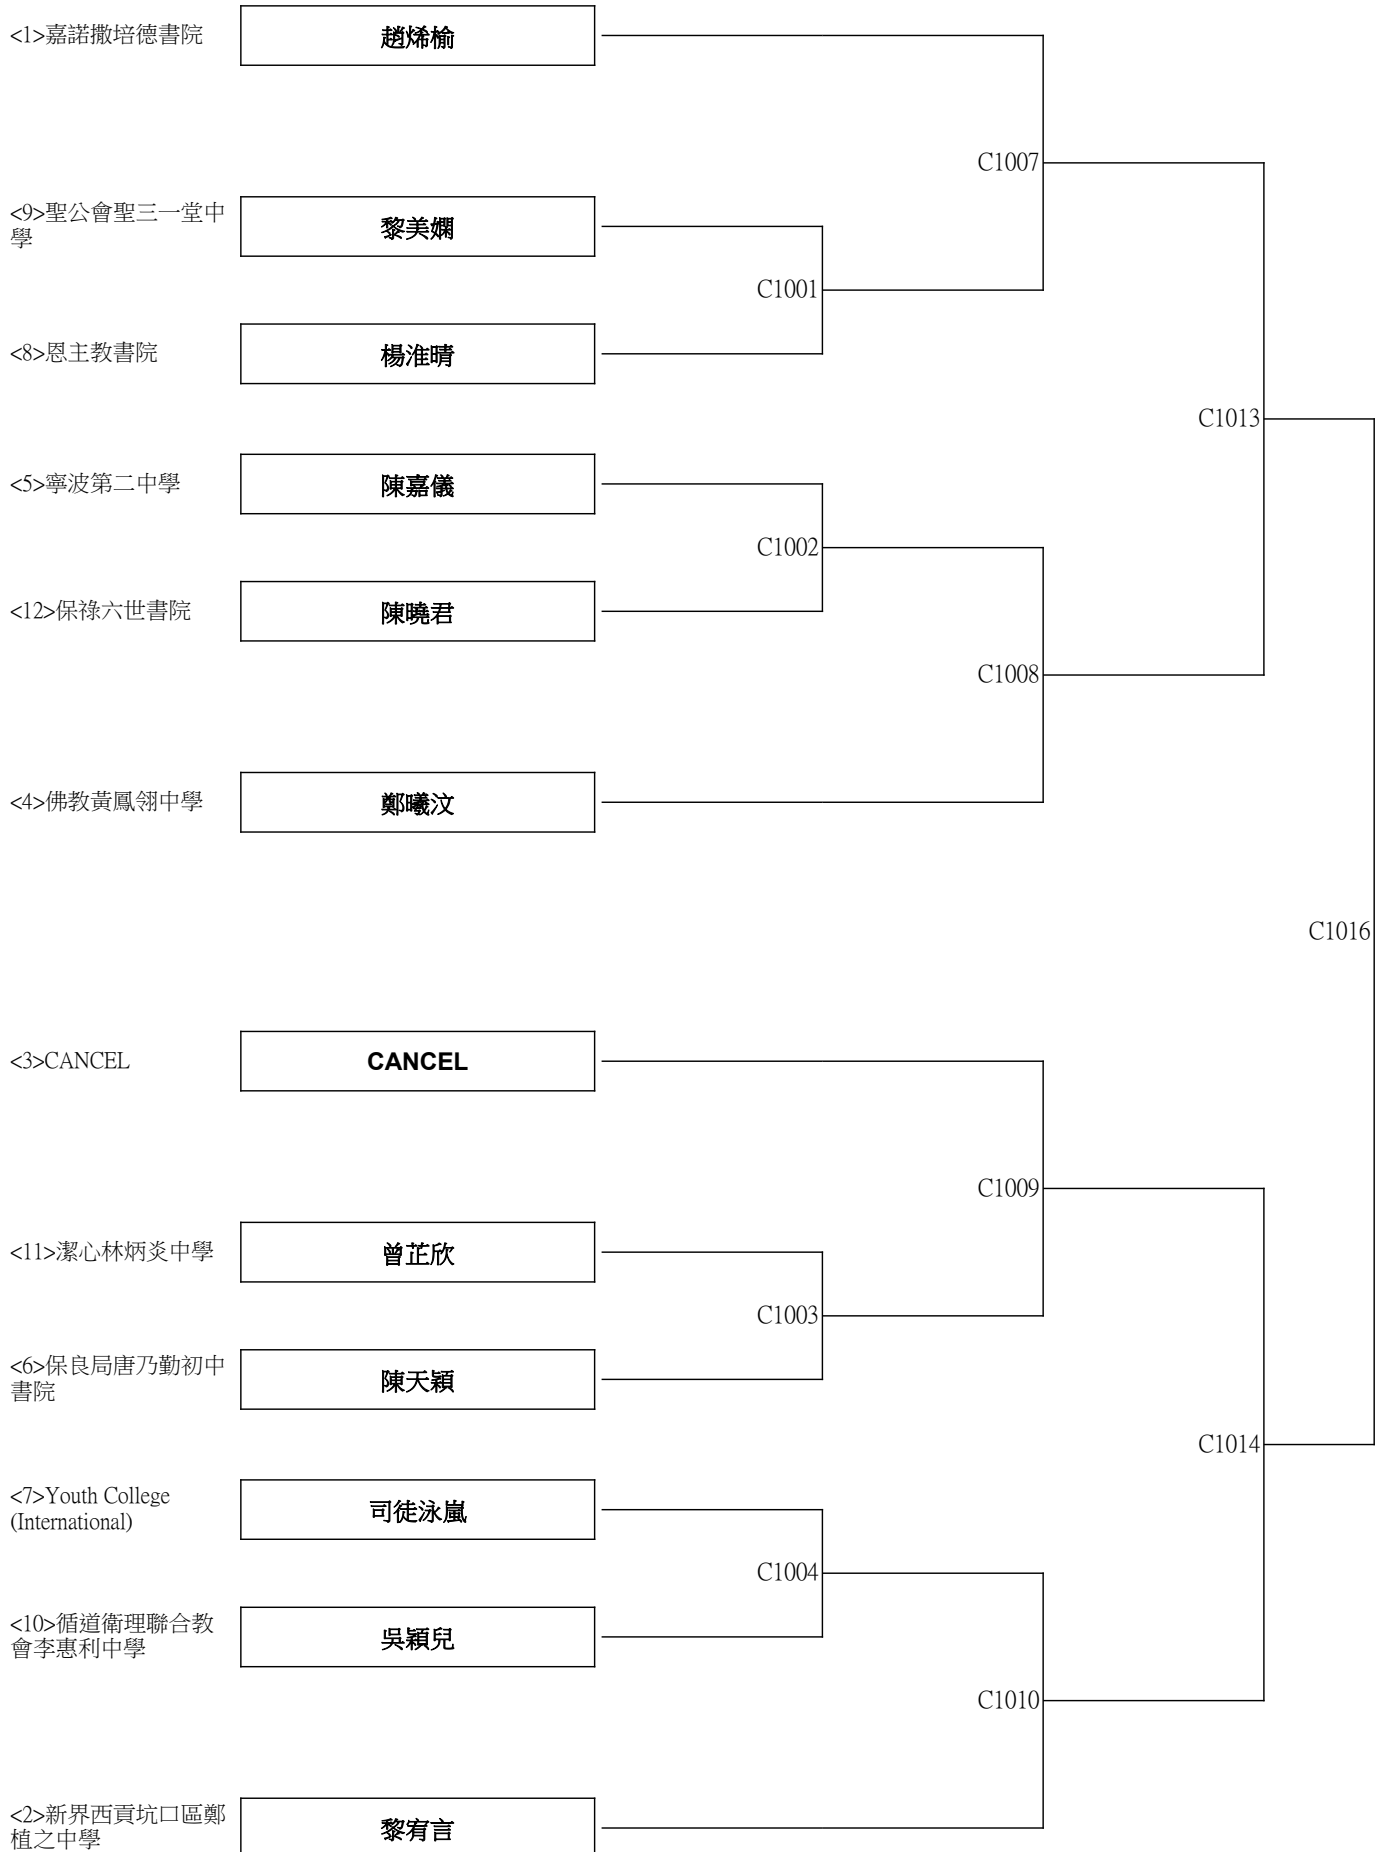 <1>嘉諾撒培德書院
趙烯榆
C1007
<9>聖公會聖三一堂中
學
黎美嫻
C1001
<8>恩主教書院
楊淮晴
C1013
<5>寧波第二中學
陳嘉儀
C1002
<12>保祿六世書院
陳曉君
C1008
<4>佛教黃鳳翎中學
鄭曦汶
C1016
<3>CANCEL
CANCEL
C1009
<11>潔心林炳炎中學
曾芷欣
C1003
<6>保良局唐乃勤初中
書院
陳天穎
C1014
<7>Youth College
(International)
司徒泳嵐
C1004
<10>循道衛理聯合教
會李惠利中學
吳穎兒
C1010
<2>新界西貢坑口區鄭
植之中學
黎宥言